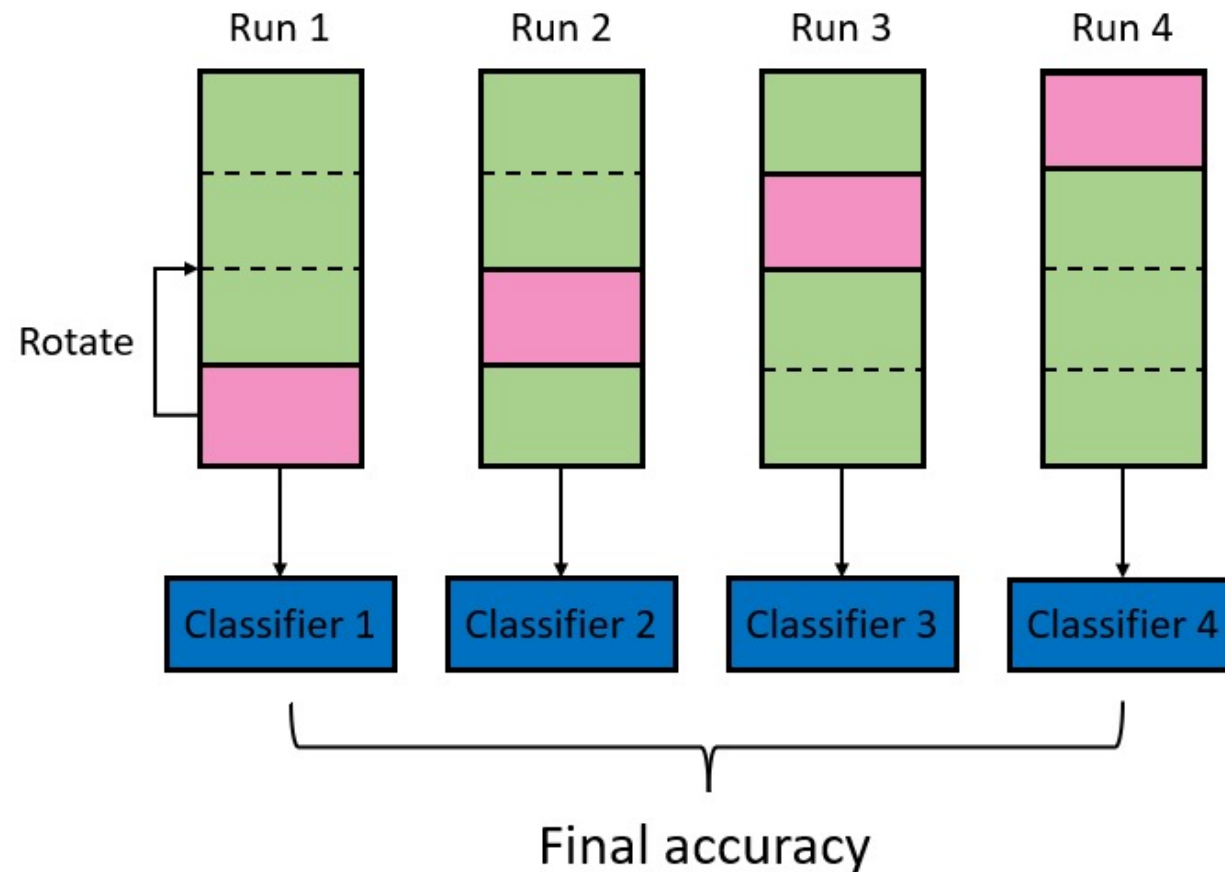 Run 1 Run 2 Run 3 Run 4
Rotate
Classifier 1 Classifier 2 Classifier 3 Classifier 4
Final accuracy